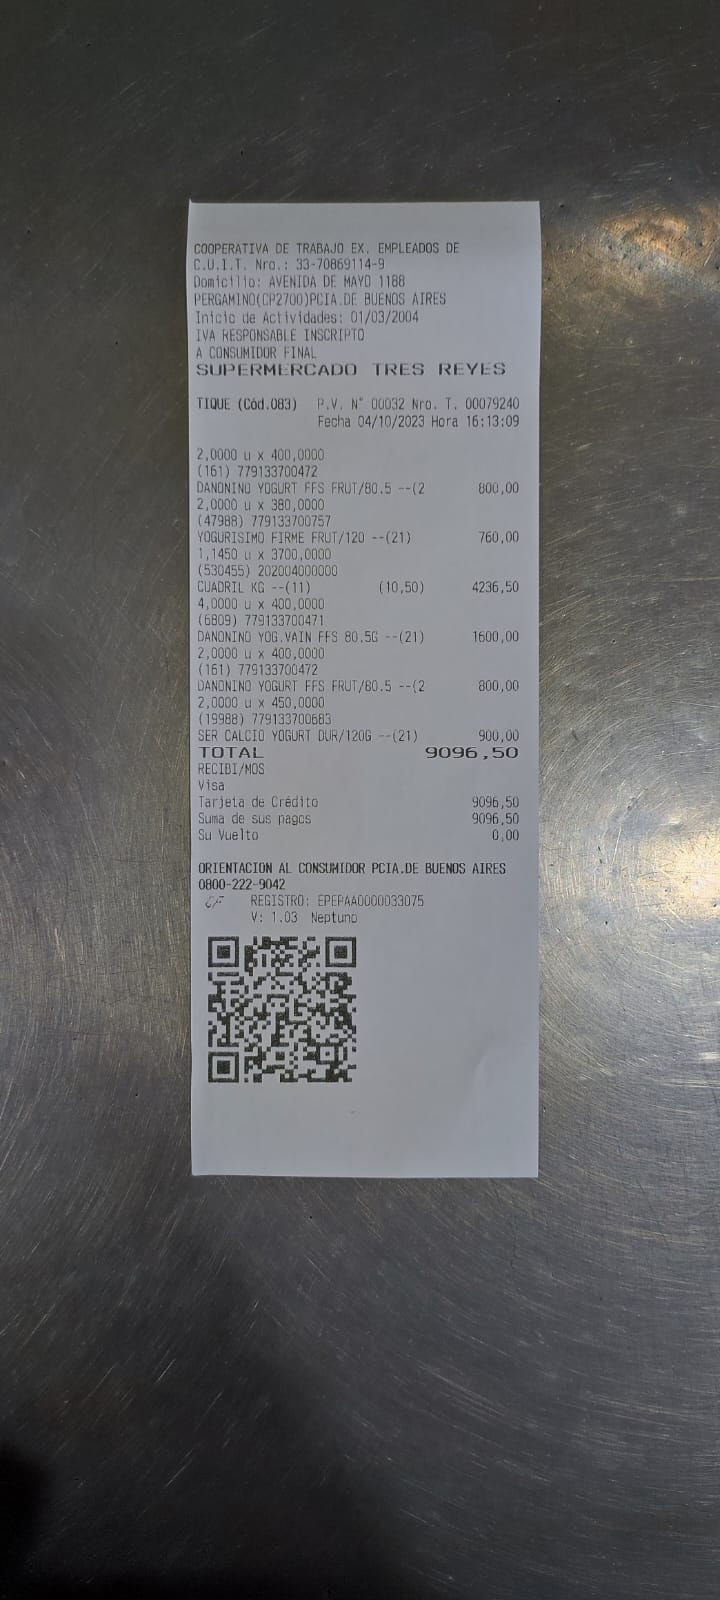 COOPERATIVA DE TRABAJO EX. EMPLEADOS DE
C.U.I.T. Nro.: 33-70869114-9
Domicilio: AVENIDA DE MAYO 1188
PERGAMINO(CP2700)PCIA.DE BUENOS AIRES
Inicio de Actividades: 01/03/2004
IVA RESPONSABLE INSCRIPTO
A CONSUMIDOR FINAL
SUPERMERCADO TRES REYES
TIQUE (Cód.083) P.V. N° 00032 Nro. T. 00079240
Fecha 04/10/2023 Hora 16:13:09
2,0000 u x 400,0000
(161) 779133700472
DANONINO YOGURT FFS FRUT/80.5 --(2 800,00
2,0000 u x 380,0000
(47988) 779133700757
YOGURISIMO FIRME FRUT/120 --(21) 760,00
1,1450 u x 3700,0000
(530455) 202004000000
CUADRIL KG --(11) (10,50) 4236,50
4,0000 u x 400,0000
(6809) 779133700471
DANONINO YOG.VAIN FFS 80.5G --(21) 1600,00
2,0000 u x 400,0000
(161) 779133700472
DANONINO YOGURT FFS FRUT/80.5 --(2 800,00
2,0000 u x 450,0000
(19988) 779133700683
SER CALCIO YOGURT DUR/120G --(21) 900,00
TOTAL 9096,50
RECIBI/MOS
Visa
Tarjeta de Crédito 9096,50
Suma de sus pagos 9096,50
Su Vuelto 0,00
ORIENTACION AL CONSUMIDOR PCIA.DE BUENOS AIRES
0800-222-9042
CF REGISTRO: EPEPAA0000033075
V: 1.03 Neptuno